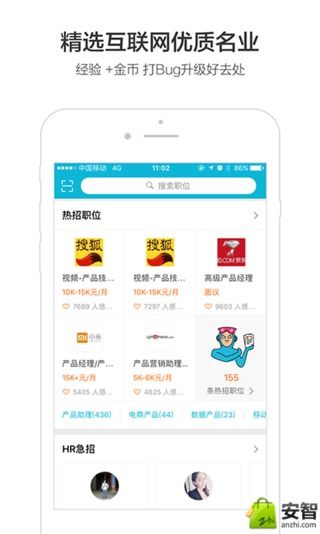 精选互联网优质名业
经验 +金币 打Bug升级好去处
中国移动 4G 11:02 86%
搜索职位
热招职位
搜狐 搜狐 JD.COM 京东
视频-产品技... 视频-产品技... 高级产品经理
10K-15K元/月 10K-15K元/月 面议
7689 人感... 7297 人感... 9603 人感...
小米
产品经理/产... 产品营销助理...
15K+元/月 5K-6K元/月 155
5405 人感... 4651 人感... 条热招职位
产品助理(436) 电商产品(44) 数据产品(23) 移动
HR急招
安智
anzhi.com